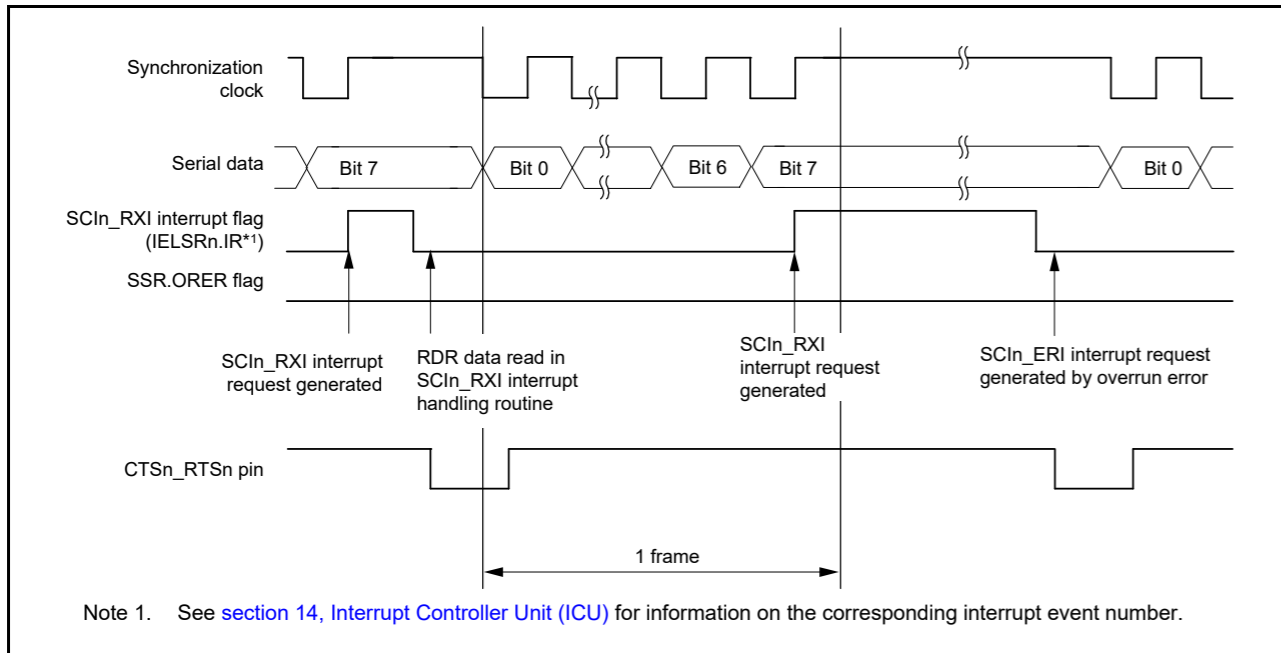 Synchronization
clock
Serial data
Bit 7
Bit 0
Bit 6
Bit 7
Bit 0
SCIn_RXI interrupt flag
(IELSRn.IR*1)
SSR.ORER flag
SCIn_RXI interrupt
request generated
RDR data read in
SCIn_RXI interrupt
handling routine
SCIn_RXI
interrupt request
generated
SCIn_ERI interrupt request
generated by overrun error
CTSn_RTSn pin
1 frame
Note 1. See section 14, Interrupt Controller Unit (ICU) for information on the corresponding interrupt event number.